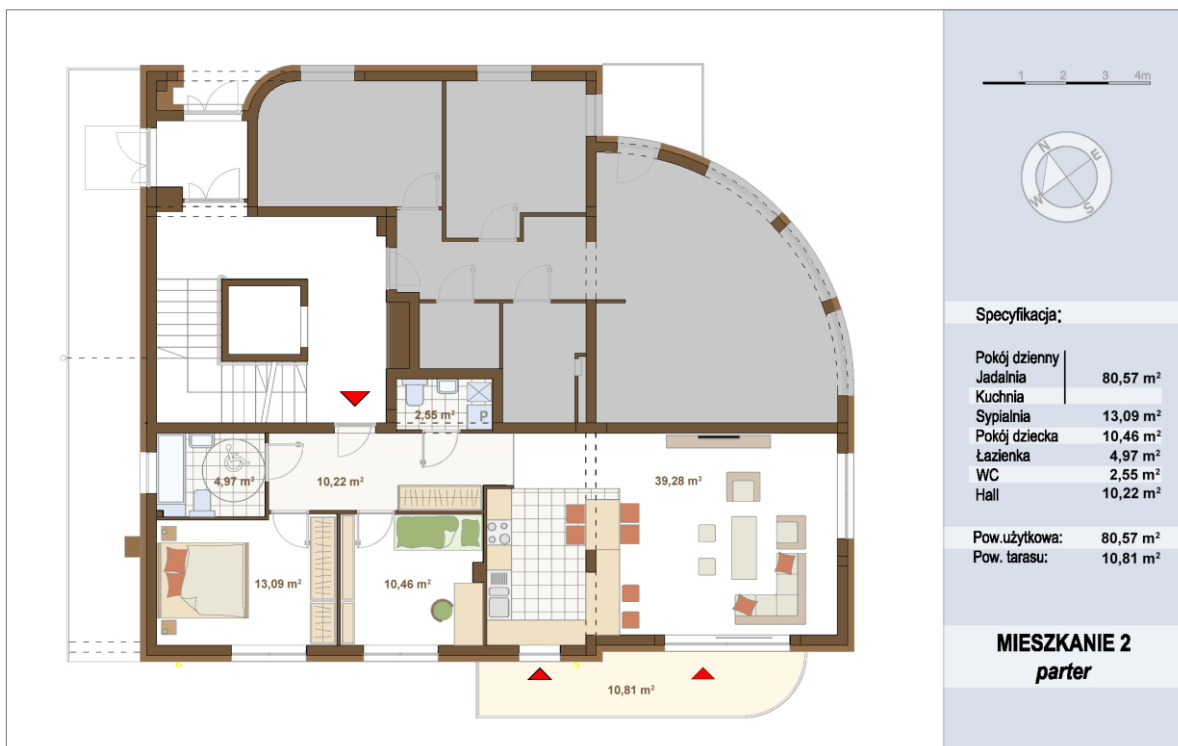 2,55 m²
P
4,97 m²
10,22 m²
39,28 m²
13,09 m²
10,46 m²
10,81 m²
1 2 3 4m
N
E
W
S
Specyfikacja:
Pokój dzienny
Jadalnia 80,57 m²
Kuchnia
Sypialnia 13,09 m²
Pokój dziecka 10,46 m²
Łazienka 4,97 m²
WC 2,55 m²
Hall 10,22 m²
Pow.użytkowa: 80,57 m²
Pow. tarasu: 10,81 m²
MIESZKANIE 2
parter